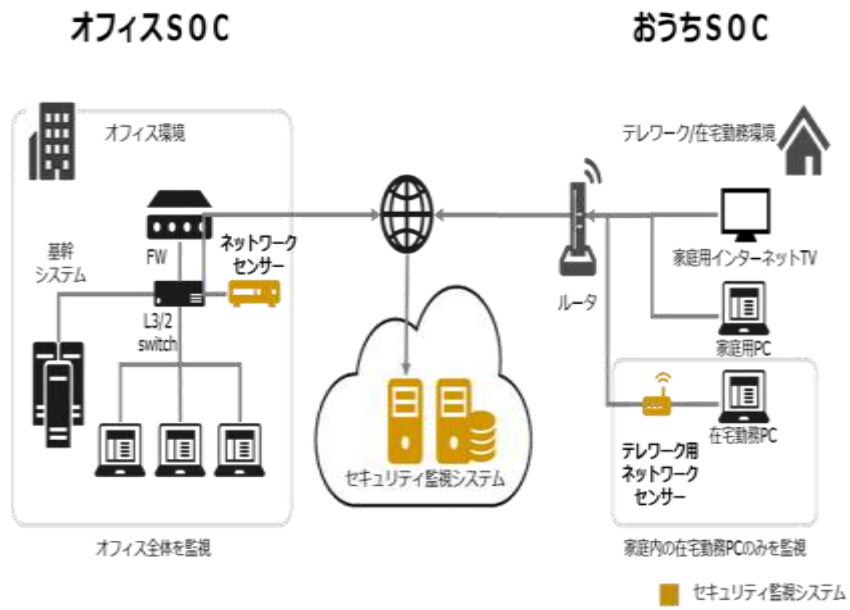 オフィスSOC
おうちSOC
オフィス環境
テレワーク/在宅勤務環境
FW
ネットワーク
センサー
基幹
システム
L3/2
switch
ルータ
家庭用インターネットTV
家庭用PC
在宅勤務PC
テレワーク用
ネットワーク
センサー
セキュリティ監視システム
オフィス全体を監視
家庭内の在宅勤務PCのみを監視
セキュリティ監視システム